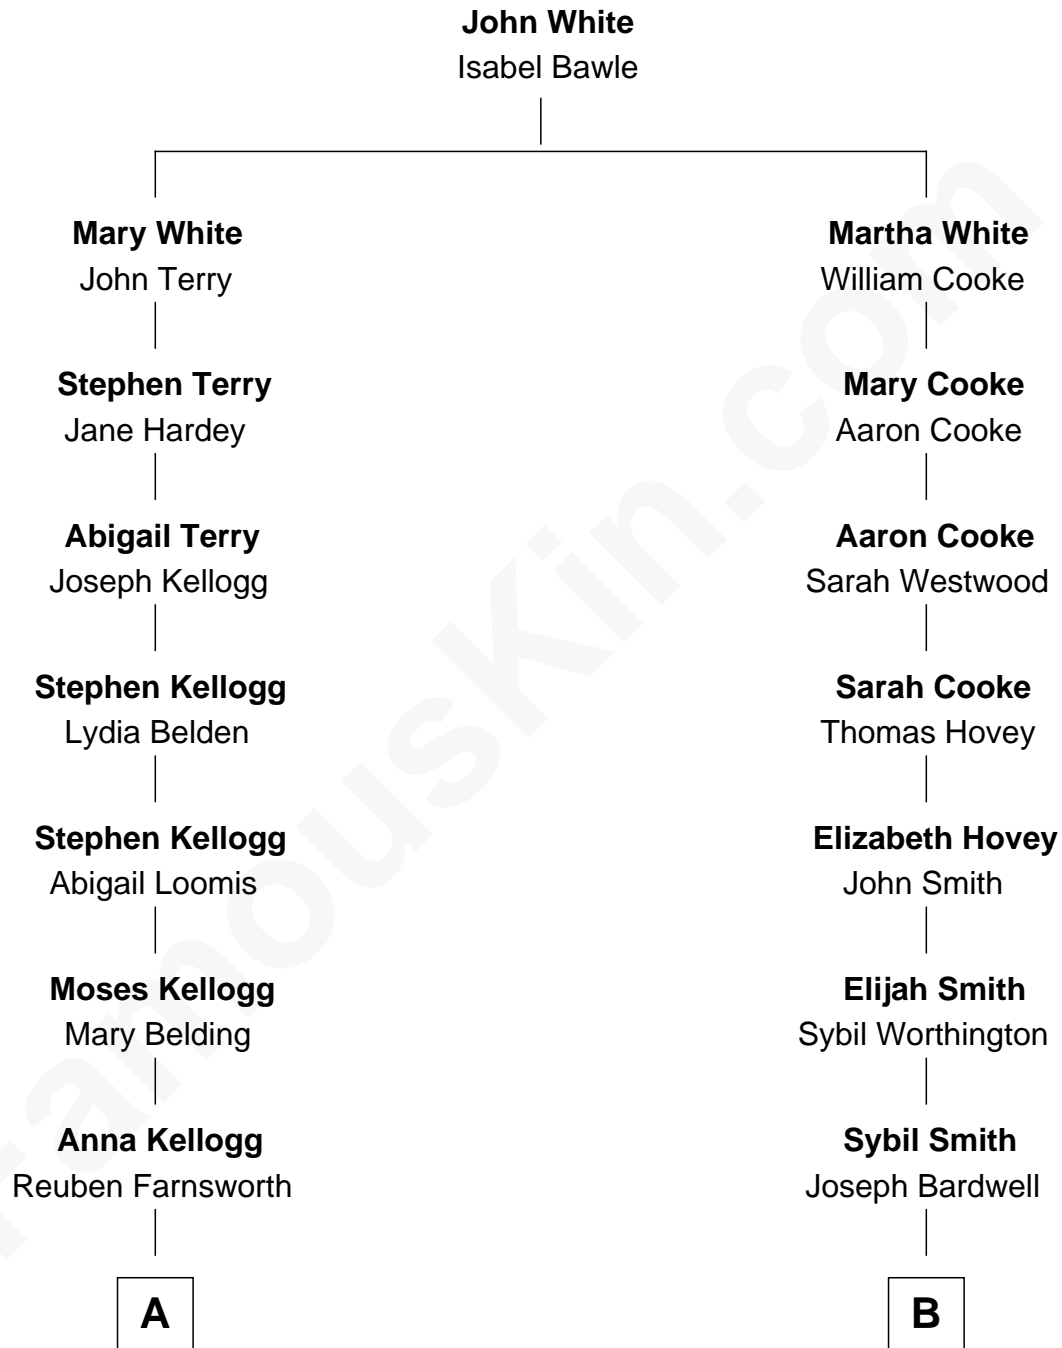 John White
Isabel Bawle
Mary White
John Terry
Stephen Terry
Jane Hardey
Abigail Terry
Joseph Kellogg
Stephen Kellogg
Lydia Belden
Stephen Kellogg
Abigail Loomis
Moses Kellogg
Mary Belding
Anna Kellogg
Reuben Farnsworth
A
Martha White
William Cooke
Mary Cooke
Aaron Cooke
Aaron Cooke
Sarah Westwood
Sarah Cooke
Thomas Hovey
Elizabeth Hovey
John Smith
Elijah Smith
Sybil Worthington
Sybil Smith
Joseph Bardwell
B
FamousKin.com